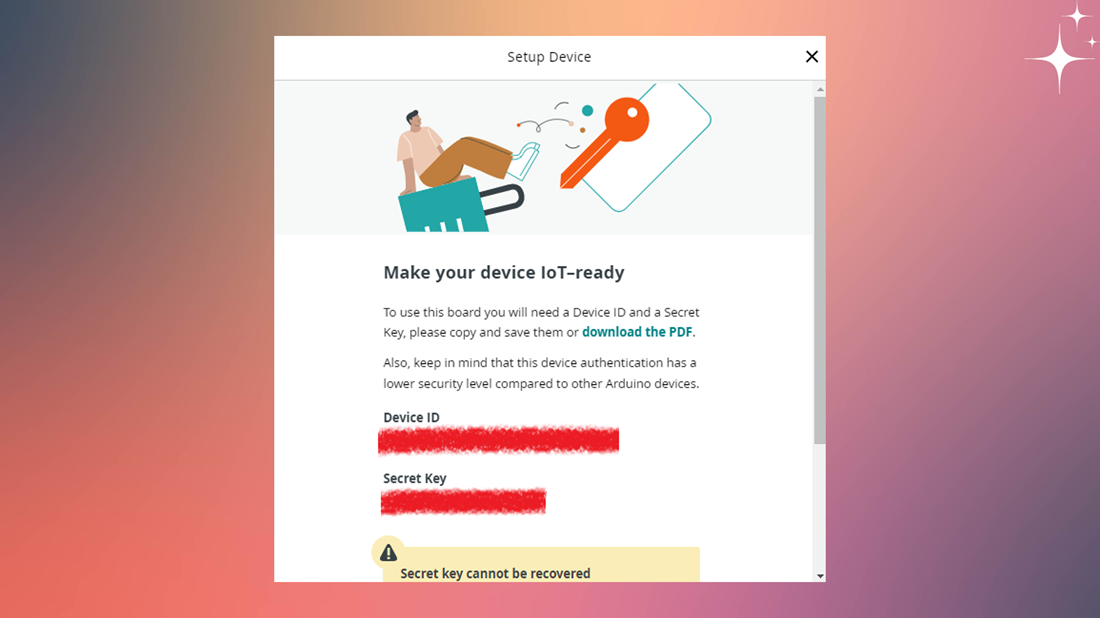 Setup Device
Make your device IoT–ready
To use this board you will need a Device ID and a Secret
Key, please copy and save them or download the PDF.
Also, keep in mind that this device authentication has a
lower security level compared to other Arduino devices.
Device ID
Secret Key
Secret key cannot be recovered